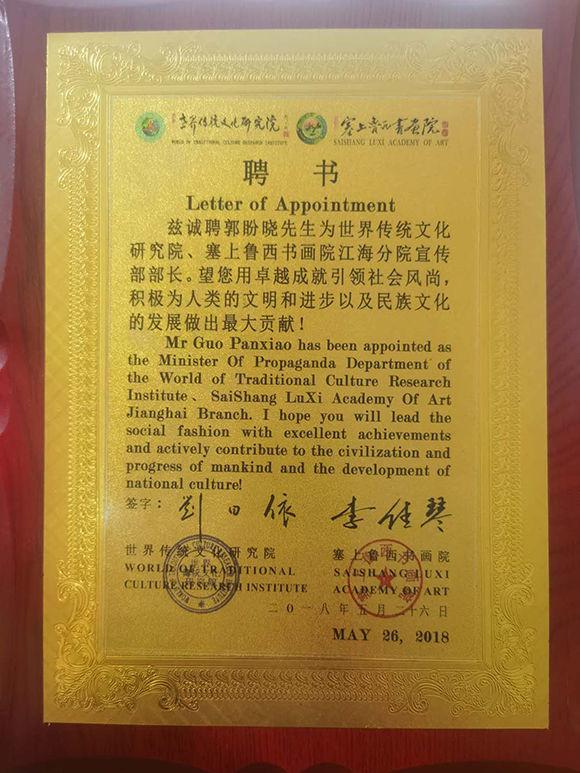 世界传统文化研究院
WORLD OF TRADITIONAL CULTURE RESEARCH INSTITUTE
塞上鲁西书画院
SAISHANG LUXI ACADEMY OF ART
聘 书
Letter of Appointment
兹诚聘郭盼晓先生为世界传统文化
研究院、塞上鲁西书画院江海分院宣传
部部长。望您用卓越成就引领社会风尚，
积极为人类的文明和进步以及民族文化
的发展做出最大贡献！
Mr Guo Panxiao has been appointed as
the Minister Of Propaganda Department of
the World of Traditional Culture Research
Institute、SaiShang LuXi Academy Of Art
Jianghai Branch. I hope you will lead the
social fashion with excellent achievements
and actively contribute to the civilization and
progress of mankind and the development of
national culture!
签字：
世界传统文化研究院
WORLD OF TRADITIONAL
CULTURE RESEARCH INSTITUTE
塞上鲁西书画院
SAISHANG LUXI
ACADEMY OF ART
二〇一八年五月二十六日
MAY 26, 2018